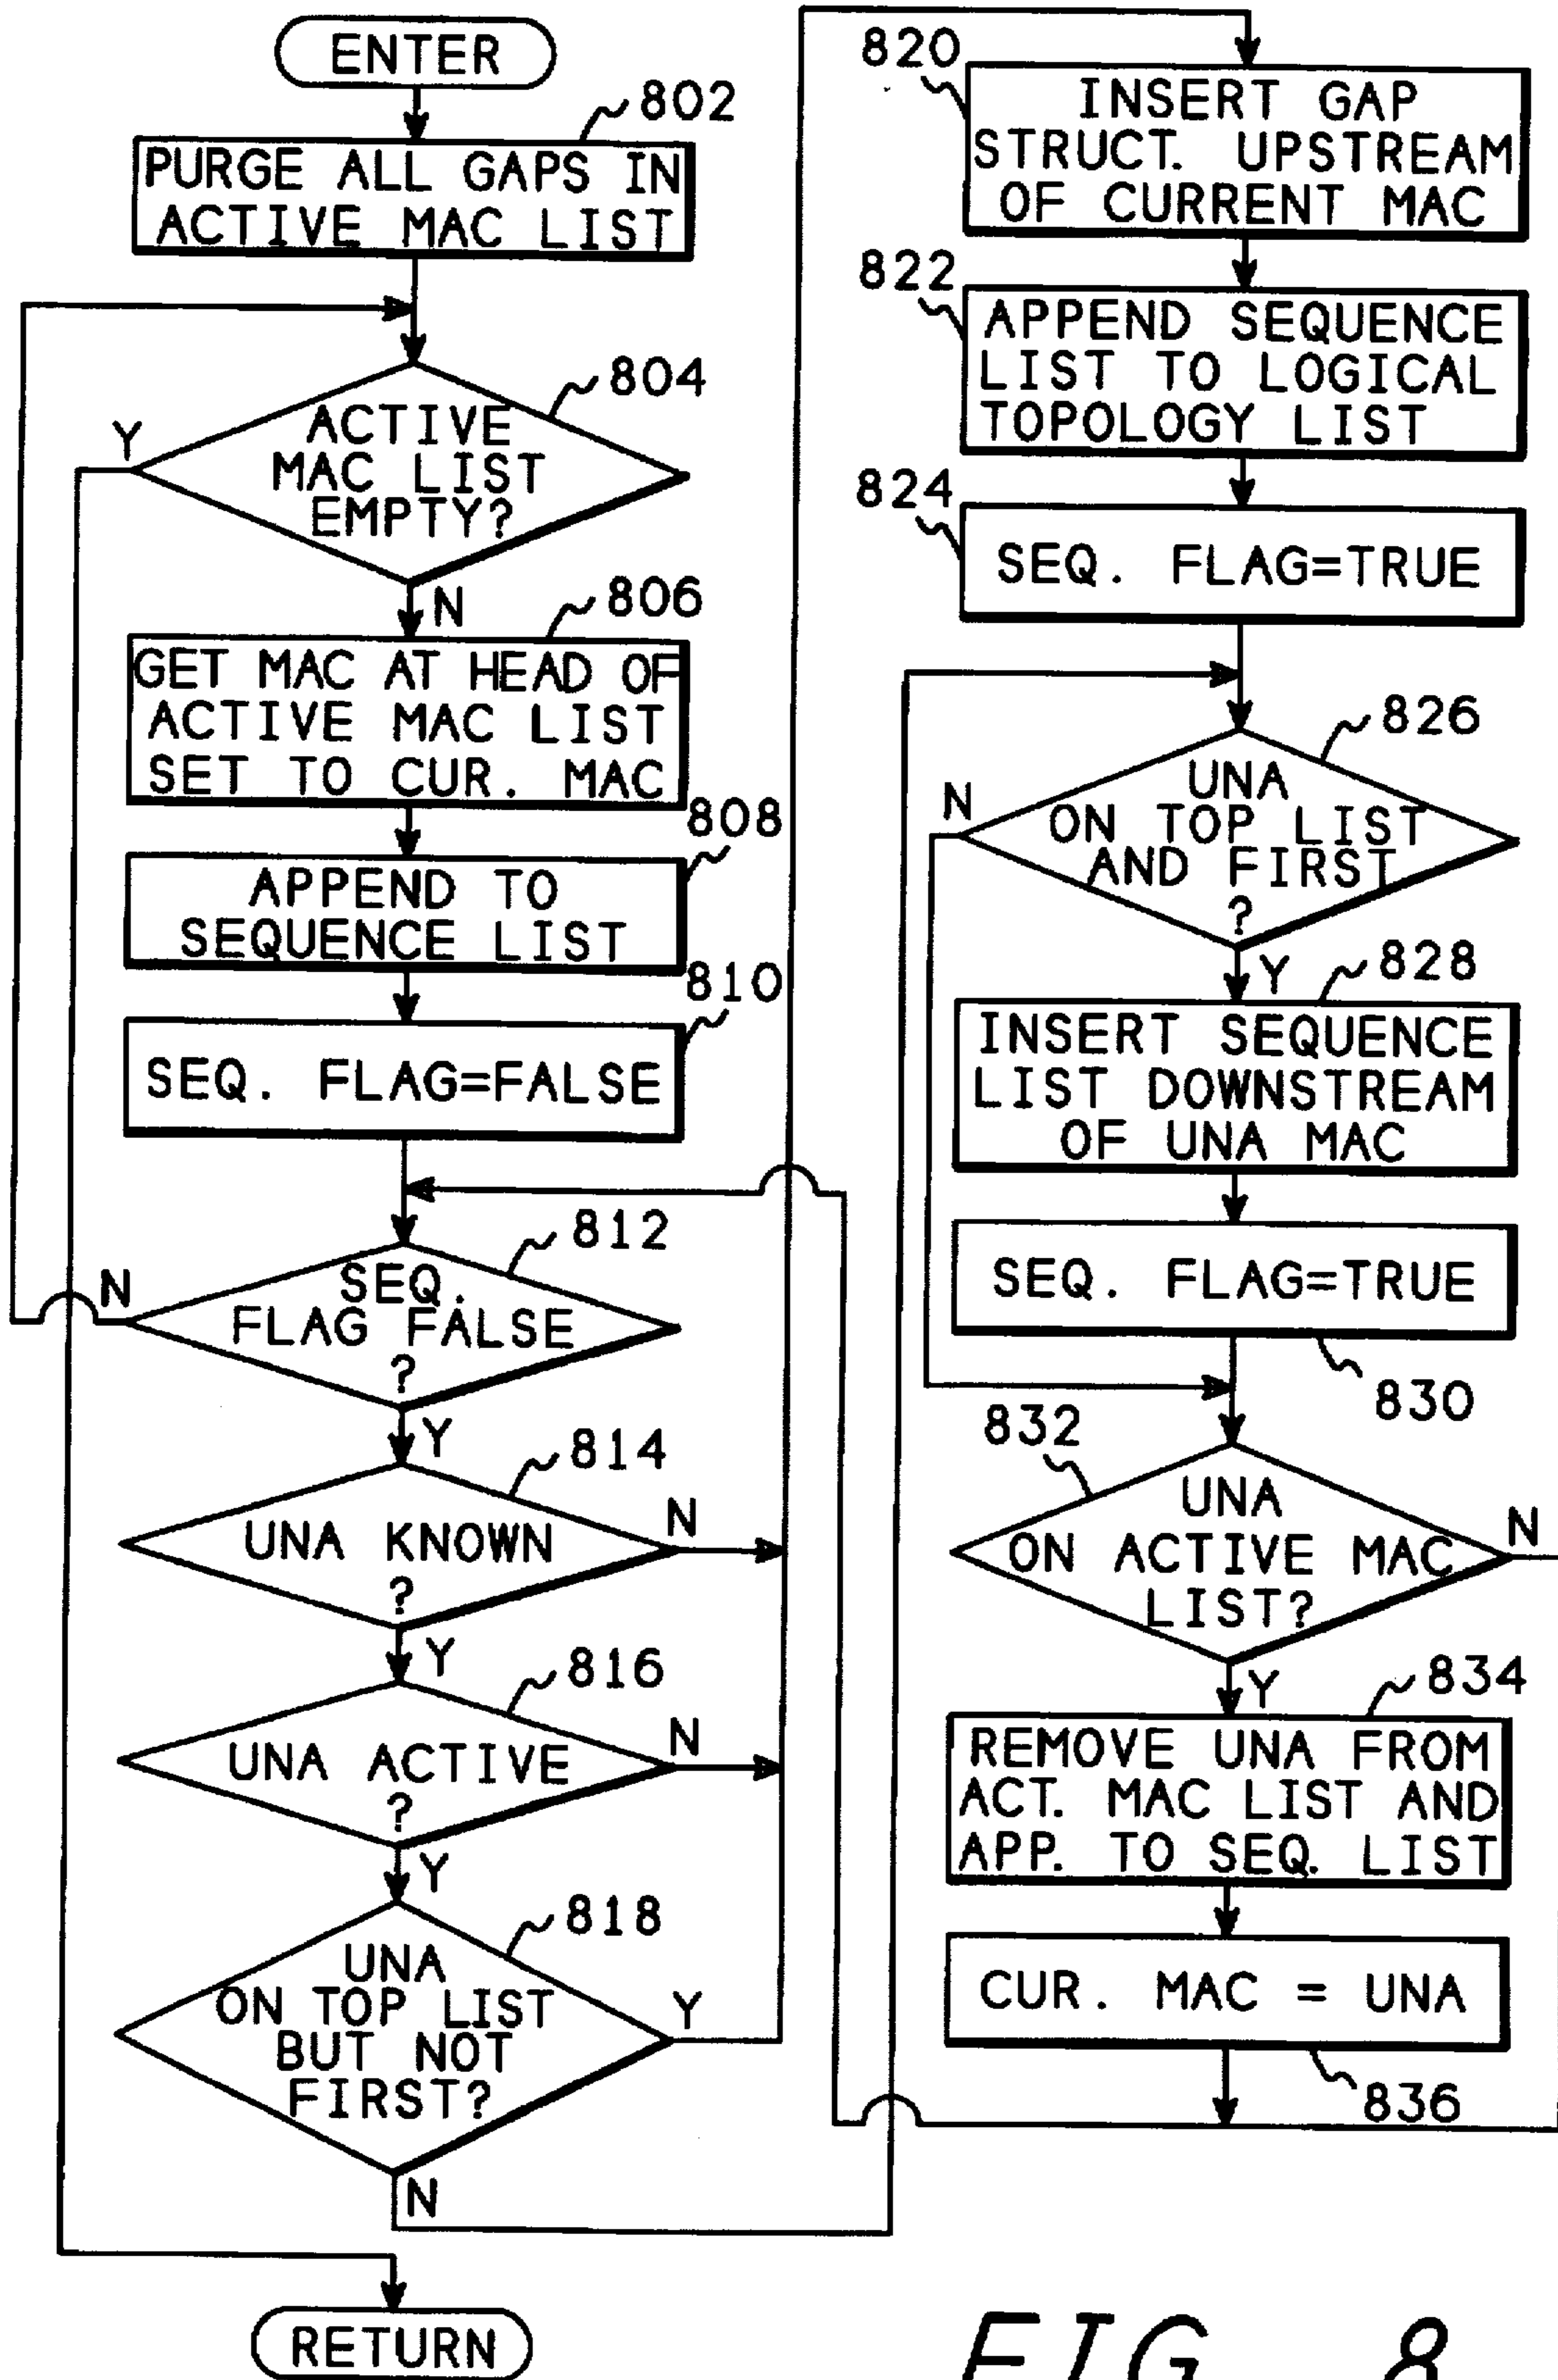 ENTER
802
PURGE ALL GAPS IN
ACTIVE MAC LIST
804
ACTIVE
MAC LIST
EMPTY?
Y
N
806
GET MAC AT HEAD OF
ACTIVE MAC LIST
SET TO CUR. MAC
808
APPEND TO
SEQUENCE LIST
810
SEQ. FLAG=FALSE
812
SEQ.
FLAG FALSE
?
N
Y
814
UNA KNOWN
?
N
Y
816
UNA ACTIVE
?
N
Y
818
UNA
ON TOP LIST
BUT NOT
FIRST?
Y
N
RETURN
820
INSERT GAP
STRUCT. UPSTREAM
OF CURRENT MAC
822
APPEND SEQUENCE
LIST TO LOGICAL
TOPOLOGY LIST
824
SEQ. FLAG=TRUE
826
UNA
ON TOP LIST
AND FIRST
?
N
Y
828
INSERT SEQUENCE
LIST DOWNSTREAM
OF UNA MAC
SEQ. FLAG=TRUE
830
832
UNA
ON ACTIVE MAC
LIST?
N
Y
834
REMOVE UNA FROM
ACT. MAC LIST AND
APP. TO SEQ. LIST
CUR. MAC = UNA
836
FIG. 8